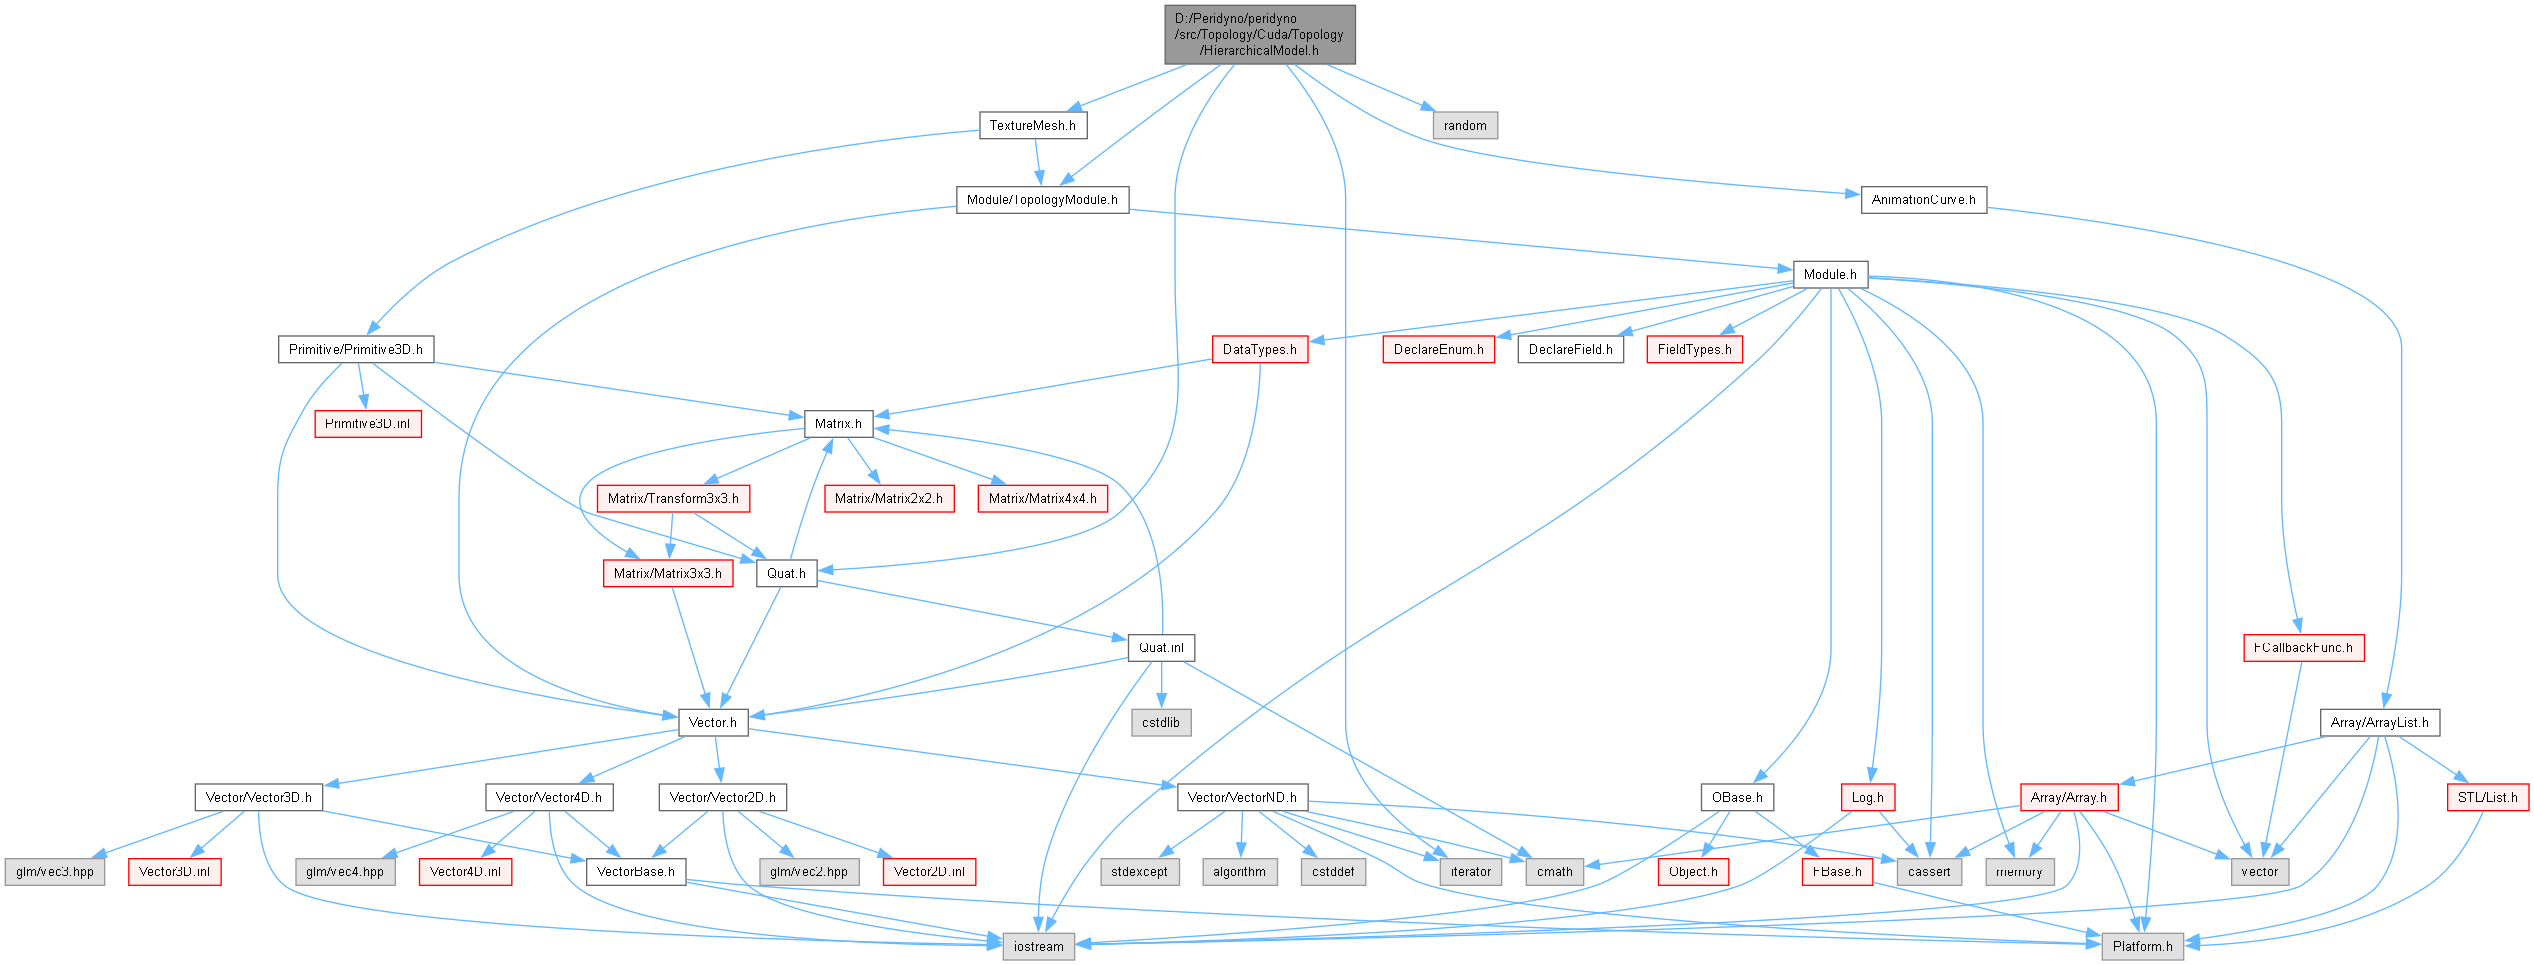 D:/Peridyno/peridyno
/src/Topology/Cuda/Topology
/HierarchicalModel.h
TextureMesh.h
random
Module/TopologyModule.h
AnimationCurve.h
Module.h
Primitive/Primitive3D.h
DataTypes.h
DeclareEnum.h
DeclareField.h
FieldTypes.h
Primitive3D.inl
Matrix.h
Matrix/Transform3x3.h
Matrix/Matrix2x2.h
Matrix/Matrix4x4.h
Matrix/Matrix3x3.h
Quat.h
Quat.inl
FCallbackFunc.h
Vector.h
cstdlib
Array/ArrayList.h
Vector/Vector3D.h
Vector/Vector4D.h
Vector/Vector2D.h
Vector/VectorND.h
OBase.h
Log.h
Array/Array.h
STL/List.h
glm/vec3.hpp
Vector3D.inl
glm/vec4.hpp
Vector4D.inl
VectorBase.h
glm/vec2.hpp
Vector2D.inl
stdexcept
algorithm
cstddef
iterator
cmath
Object.h
FBase.h
cassert
memory
vector
iostream
Platform.h